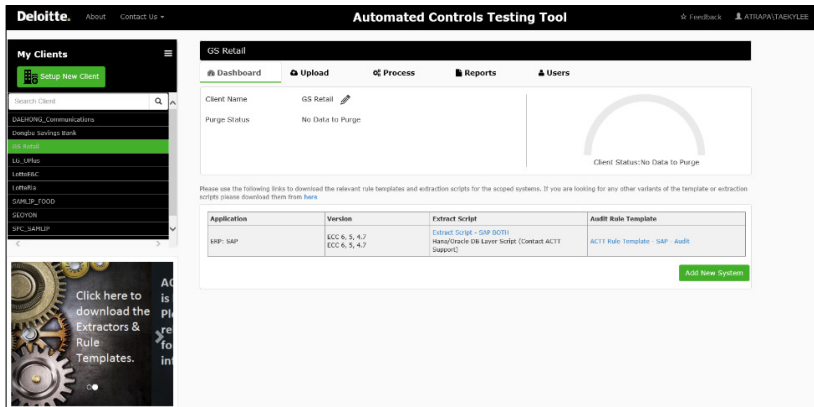 Deloitte. About Contact Us Automated Controls Testing Tool Feedback ATRAPA\TAEKYLEE
My Clients
Setup New Client
Search Client
DAEHONG_Communications
Dongbu Savings Bank
GS Retail
LG_UPlus
LotteE&C
LotteRia
SAMLIP_FOOD
SEOYON
SPC_SAMLIP
Click here to
download the
Extractors &
Rule
Templates.
GS Retail
Dashboard Upload Process Reports Users
Client Name GS Retail
Purge Status No Data to Purge
Client Status:No Data to Purge
Please use the following links to download the relevant rule templates and extraction scripts for the scoped systems. If you are looking for any other variants of the template or extraction
scripts please download them from here
Application Version Extract Script Audit Rule Template
ERP: SAP
ECC 6, 5, 4.7
ECC 6, 5, 4.7
Extract Script - SAP BOTH
Hana/Oracle DB Layer Script (Contact ACTT
Support)
ACTT Rule Template - SAP - Audit
Add New System